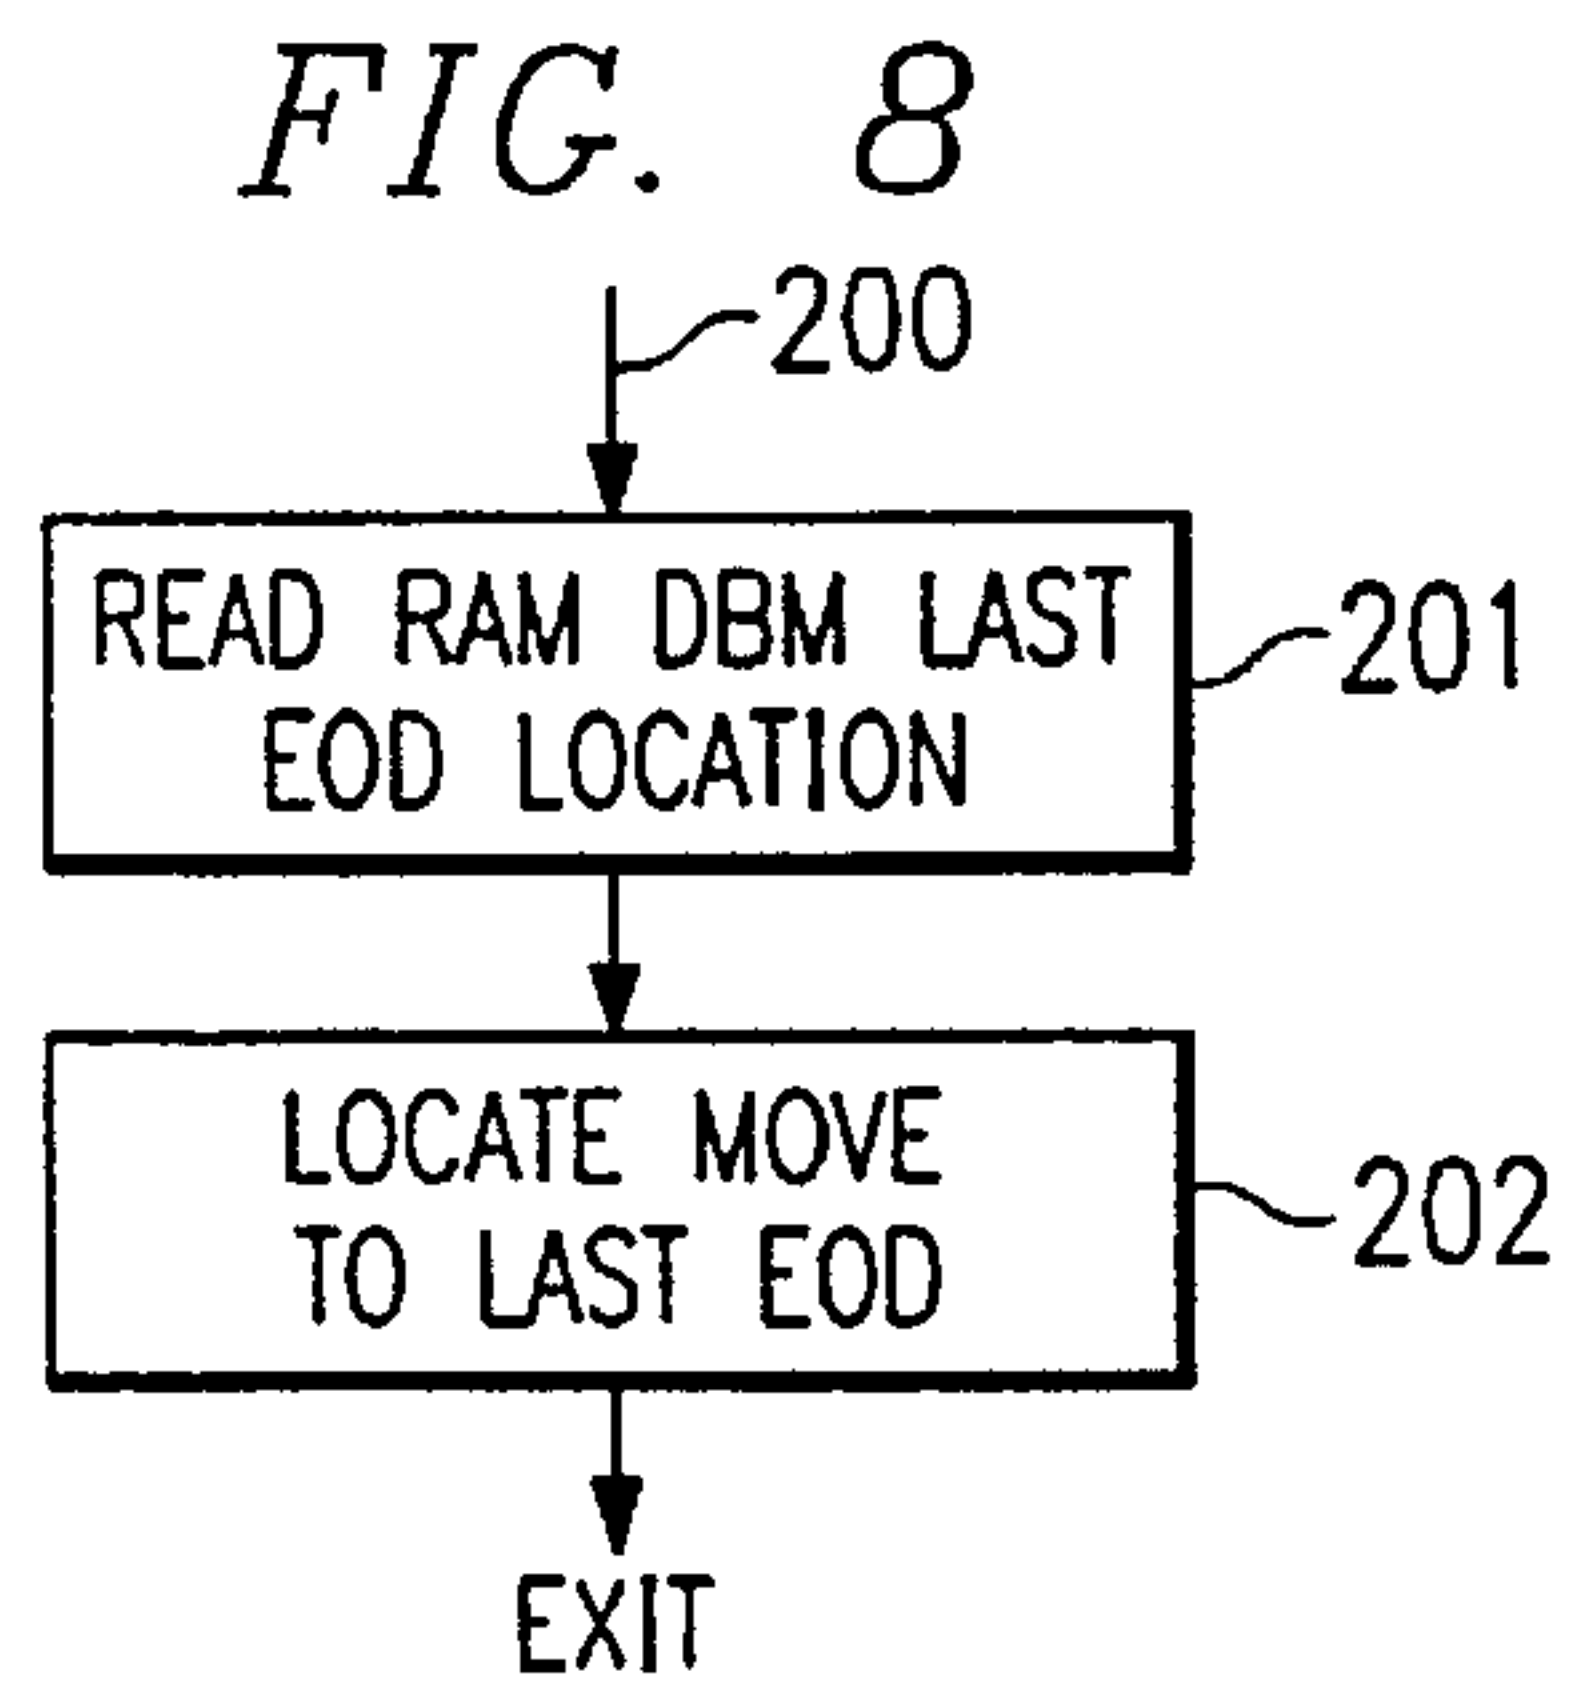 FIG. 8
200
READ RAM DBM LAST
EOD LOCATION
201
LOCATE MOVE
TO LAST EOD
202
EXIT